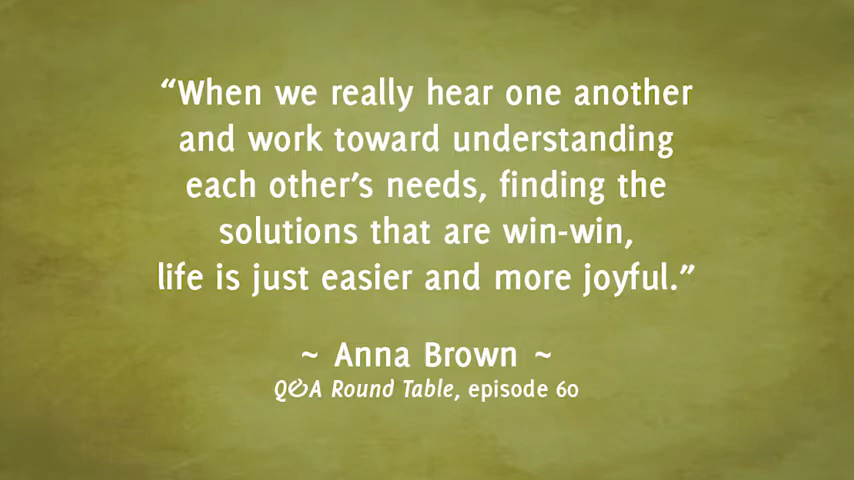 “When we really hear one another
and work toward understanding
each other’s needs, finding the
solutions that are win-win,
life is just easier and more joyful.”
~ Anna Brown ~
Q&A Round Table, episode 60